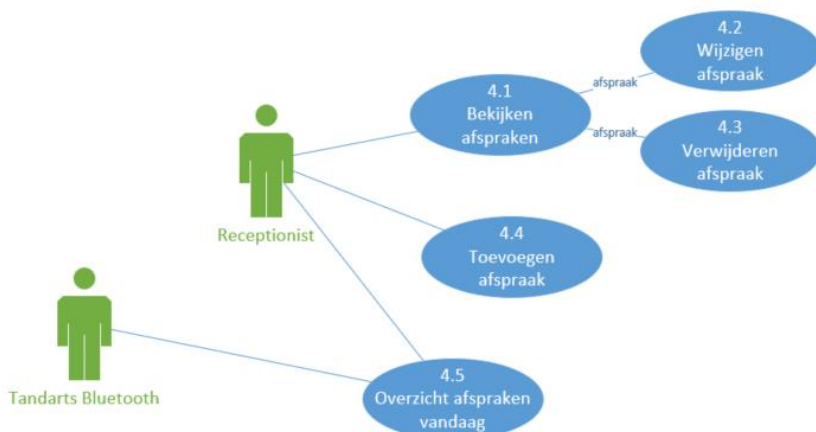 4.2
Wijzigen
afspraak
4.1
Bekijken
afspraken
afspraak
afspraak
4.3
Verwijderen
afspraak
Receptionist
4.4
Toevoegen
afspraak
Tandarts Bluetooth
4.5
Overzicht afspraken
vandaag